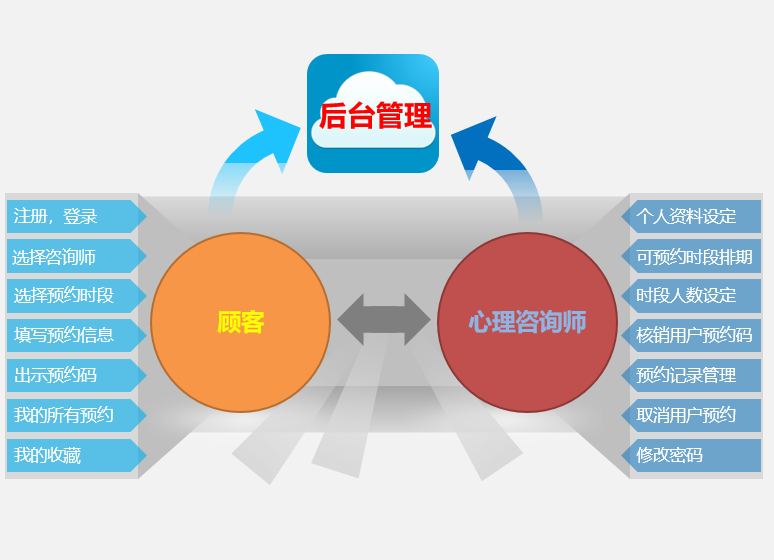 后台管理
注册，登录
选择咨询师
选择预约时段
填写预约信息
出示预约码
我的所有预约
我的收藏
顾客
心理咨询师
个人资料设定
可预约时段排期
时段人数设定
核销用户预约码
预约记录管理
取消用户预约
修改密码